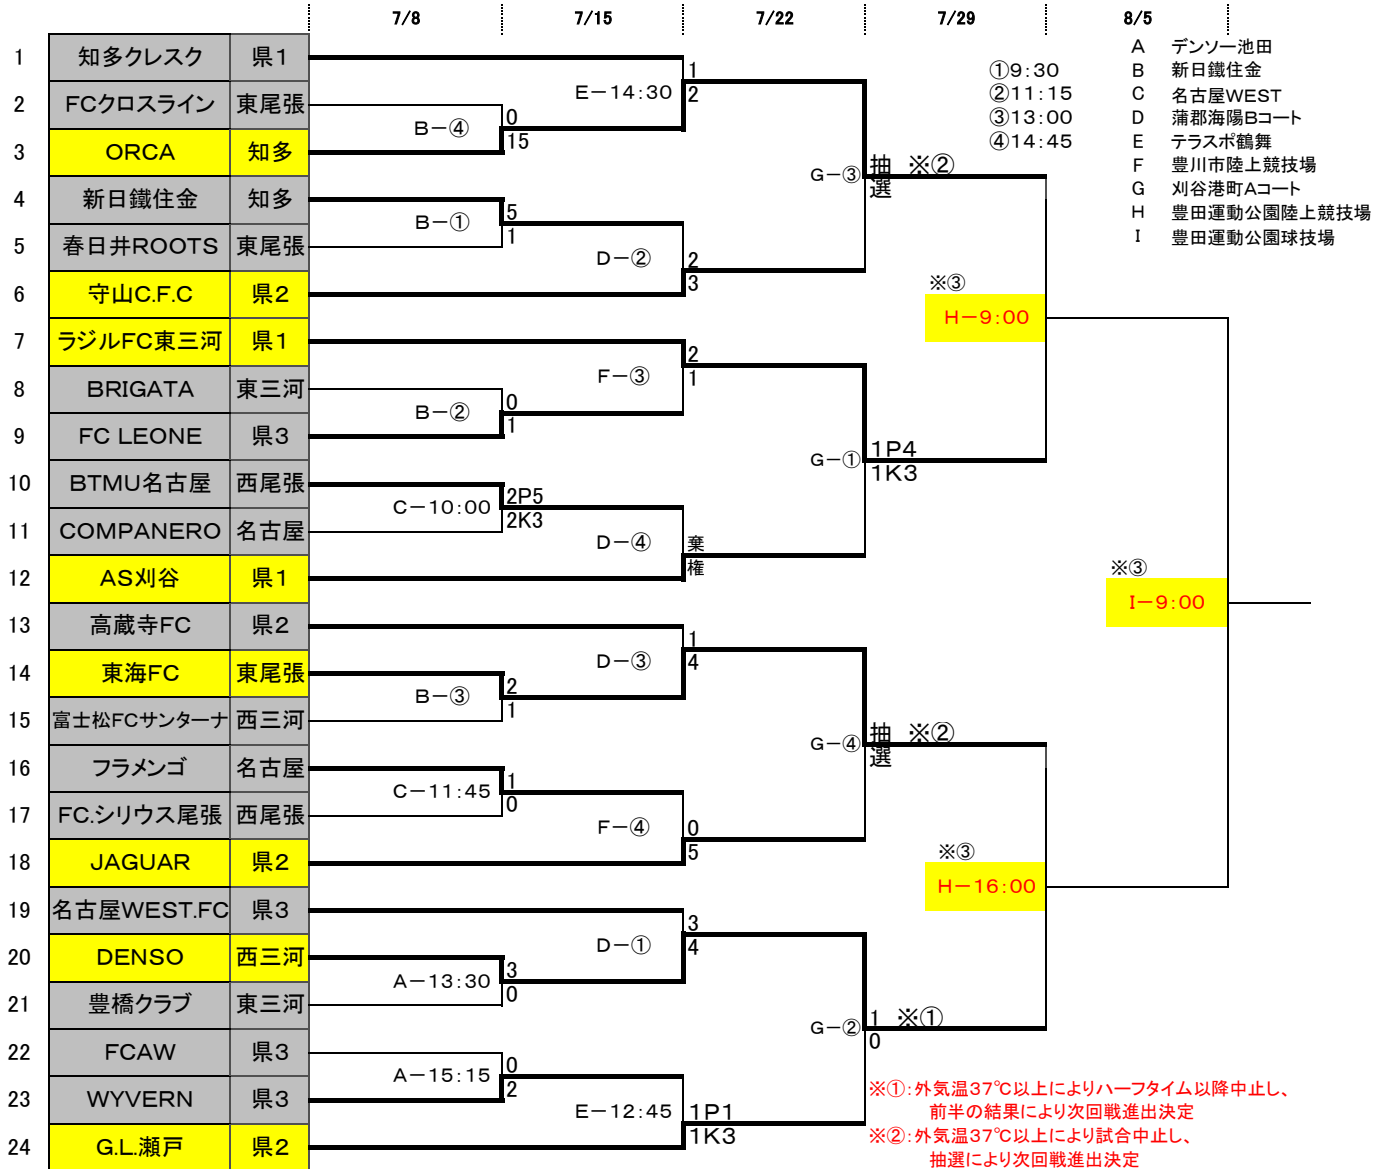 7/8 7/15 7/22 7/29 8/5
1 知多クレスク 県1
2 FCクロスライン 東尾張
3 ORCA 知多
4 新日鐵住金 知多
5 春日井ROOTS 東尾張
6 守山C.F.C 県2
7 ラジルFC東三河 県1
8 BRIGATA 東三河
9 FC LEONE 県3
10 BTMU名古屋 西尾張
11 COMPANERO 名古屋
12 AS刈谷 県1
13 高蔵寺FC 県2
14 東海FC 東尾張
15 富士松FCサンターナ 西三河
16 フラメンゴ 名古屋
17 FC.シリウス尾張 西尾張
18 JAGUAR 県2
19 名古屋WEST.FC 県3
20 DENSO 西三河
21 豊橋クラブ 東三河
22 FCAW 県3
23 WYVERN 県3
24 G.L.瀬戸 県2
B-④
0
15
B-①
5
1
B-②
0
1
C-10:00
2P5
2K3
B-③
2
1
C-11:45
1
0
A-13:30
3
0
A-15:15
0
2
E-14:30
1
2
D-②
2
3
F-③
2
1
D-④
棄
権
D-③
1
4
F-④
0
5
D-①
3
4
E-12:45
1P1
1K3
G-③
抽 ※②
選
G-①
1P4
1K3
G-④
抽 ※②
選
G-②
1 ※①
0
※③
H-9:00
※③
H-16:00
※③
I-9:00
①9:30
②11:15
③13:00
④14:45
A デンソー池田
B 新日鐵住金
C 名古屋WEST
D 蒲郡海陽Bコート
E テラスポ鶴舞
F 豊川市陸上競技場
G 刈谷港町Aコート
H 豊田運動公園陸上競技場
I 豊田運動公園球技場
※①:外気温37℃以上によりハーフタイム以降中止し、
前半の結果により次回戦進出決定
※②:外気温37℃以上により試合中止し、
抽選により次回戦進出決定